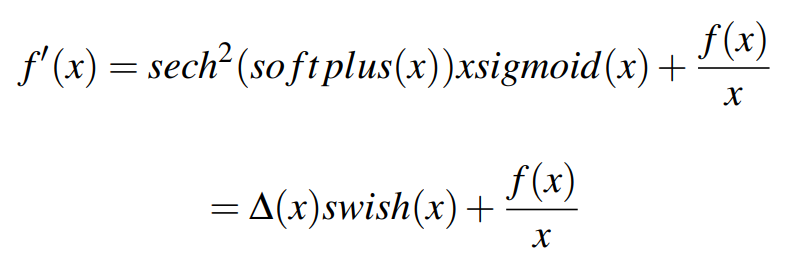 f′(x) = sech²(softplus(x))xsigmoid(x) + f(x)/x
= Δ(x)swish(x) + f(x)/x